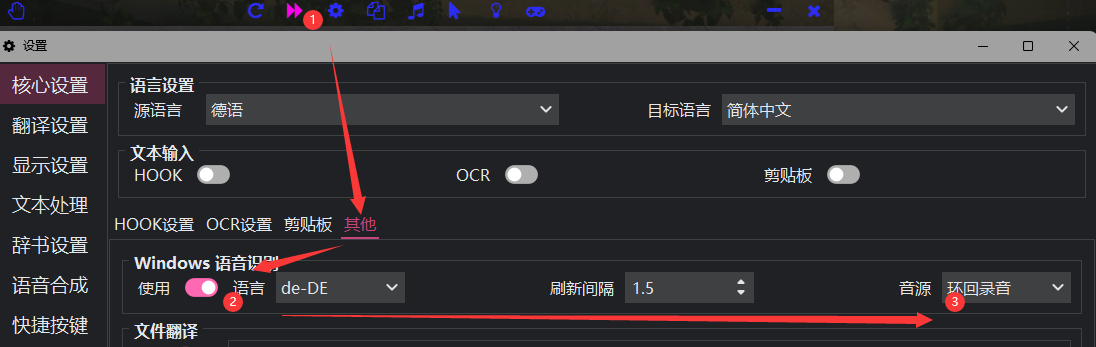 1
设置
核心设置
翻译设置
显示设置
文本处理
辞书设置
语音合成
快捷按键
语言设置
源语言 德语 目标语言 简体中文
文本输入
HOOK OCR 剪贴板
HOOK设置 OCR设置 剪贴板 其他
Windows 语音识别
使用 2 语言 de-DE 刷新间隔 1.5 音源 3 环回录音
文件翻译